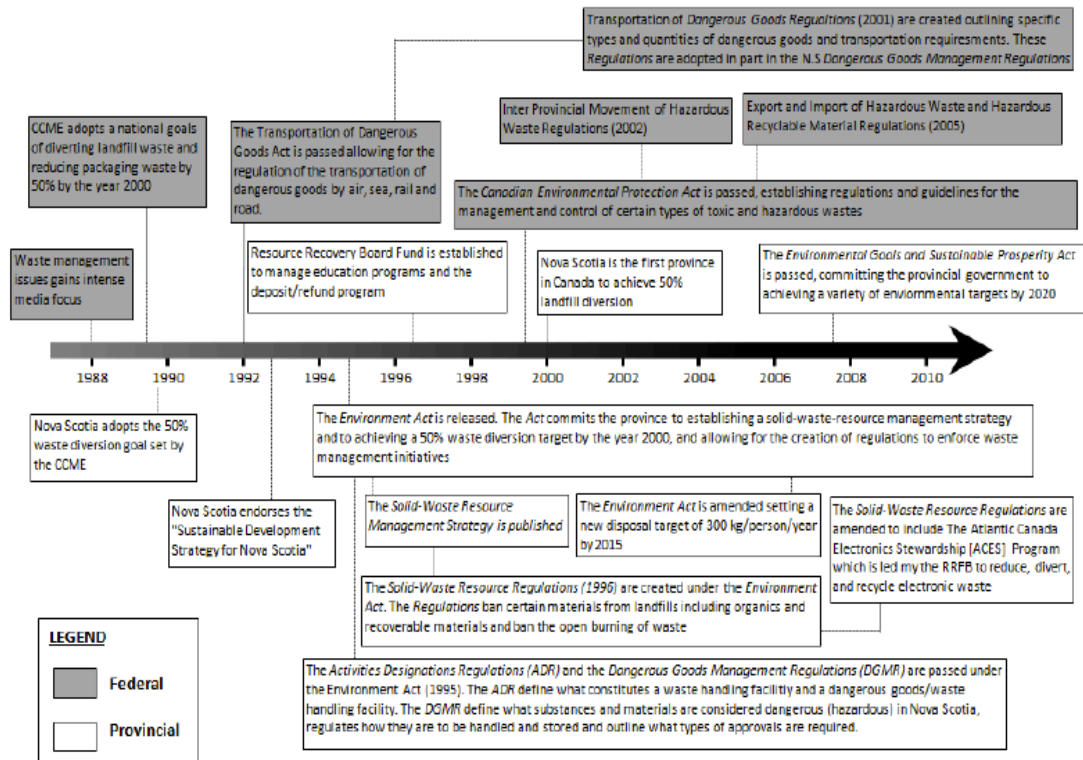 Transportation of Dangerous Goods Regualtions (2001) are created outlining specific
types and quantities of dangerous goods and transportation requiresments. These
Regulations are adopted in part in the N.S Dangerous Goods Management Regulations
CCME adopts a national goals
of diverting landfill waste and
reducing packaging waste by
50% by the year 2000
The Transportation of Dangerous
Goods Act is passed allowing for the
regulation of the transportation of
dangerous goods by air, sea, rail and
road.
Inter Provincial Movement of Hazardous
Waste Regulations (2002)
Export and Import of Hazardous Waste and Hazardous
Recyclable Material Regulations (2005)
The Canadian Environmental Protection Act is passed, establishing regulations and guidelines for the
management and control of certain types of toxic and hazardous wastes
Waste management
issues gains intense
media focus
Resource Recovery Board Fund is established
to manage education programs and the
deposit/refund program
Nova Scotia is the first province
in Canada to achieve 50%
landfill diversion
The Environmental Goals and Sustainable Prosperity Act
is passed, committing the provincial government to
achieving a variety of enviornmental targets by 2020
1988 1990 1992 1994 1996 1998 2000 2002 2004 2006 2008 2010
Nova Scotia adopts the 50%
waste diversion goal set by
the CCME
The Environment Act is released. The Act commits the province to establishing a solid-waste-resource management strategy
and to achieving a 50% waste diversion target by the year 2000, and allowing for the creation of regulations to enforce waste
management initiatives
Nova Scotia endorses the
"Sustainable Development
Strategy for Nova Scotia"
The Solid-Waste Resource
Management Strategy is published
The Environment Act is amended setting a
new disposal target of 300 kg/person/year
by 2015
The Solid-Waste Resource Regulations are
amended to include The Atlantic Canada
Electronics Stewardship [ACES] Program
which is led my the RRFB to reduce, divert,
and recycle electronic waste
The Solid-Waste Resource Regulations (1996) are created under the Environment
Act. The Regulations ban certain materials from landfills including organics and
recoverable materials and ban the open burning of waste
LEGEND
Federal
Provincial
The Activities Designations Regulations (ADR) and the Dangerous Goods Management Regulations (DGMR) are passed under
the Environment Act (1995). The ADR define what constitutes a waste handling facilitiy and a dangerous goods/waste
handling facility. The DGMR define what substances and materials are considered dangerous (hazardous) in Nova Scotia,
regulates how they are to be handled and stored and outline what types of approvals are required.